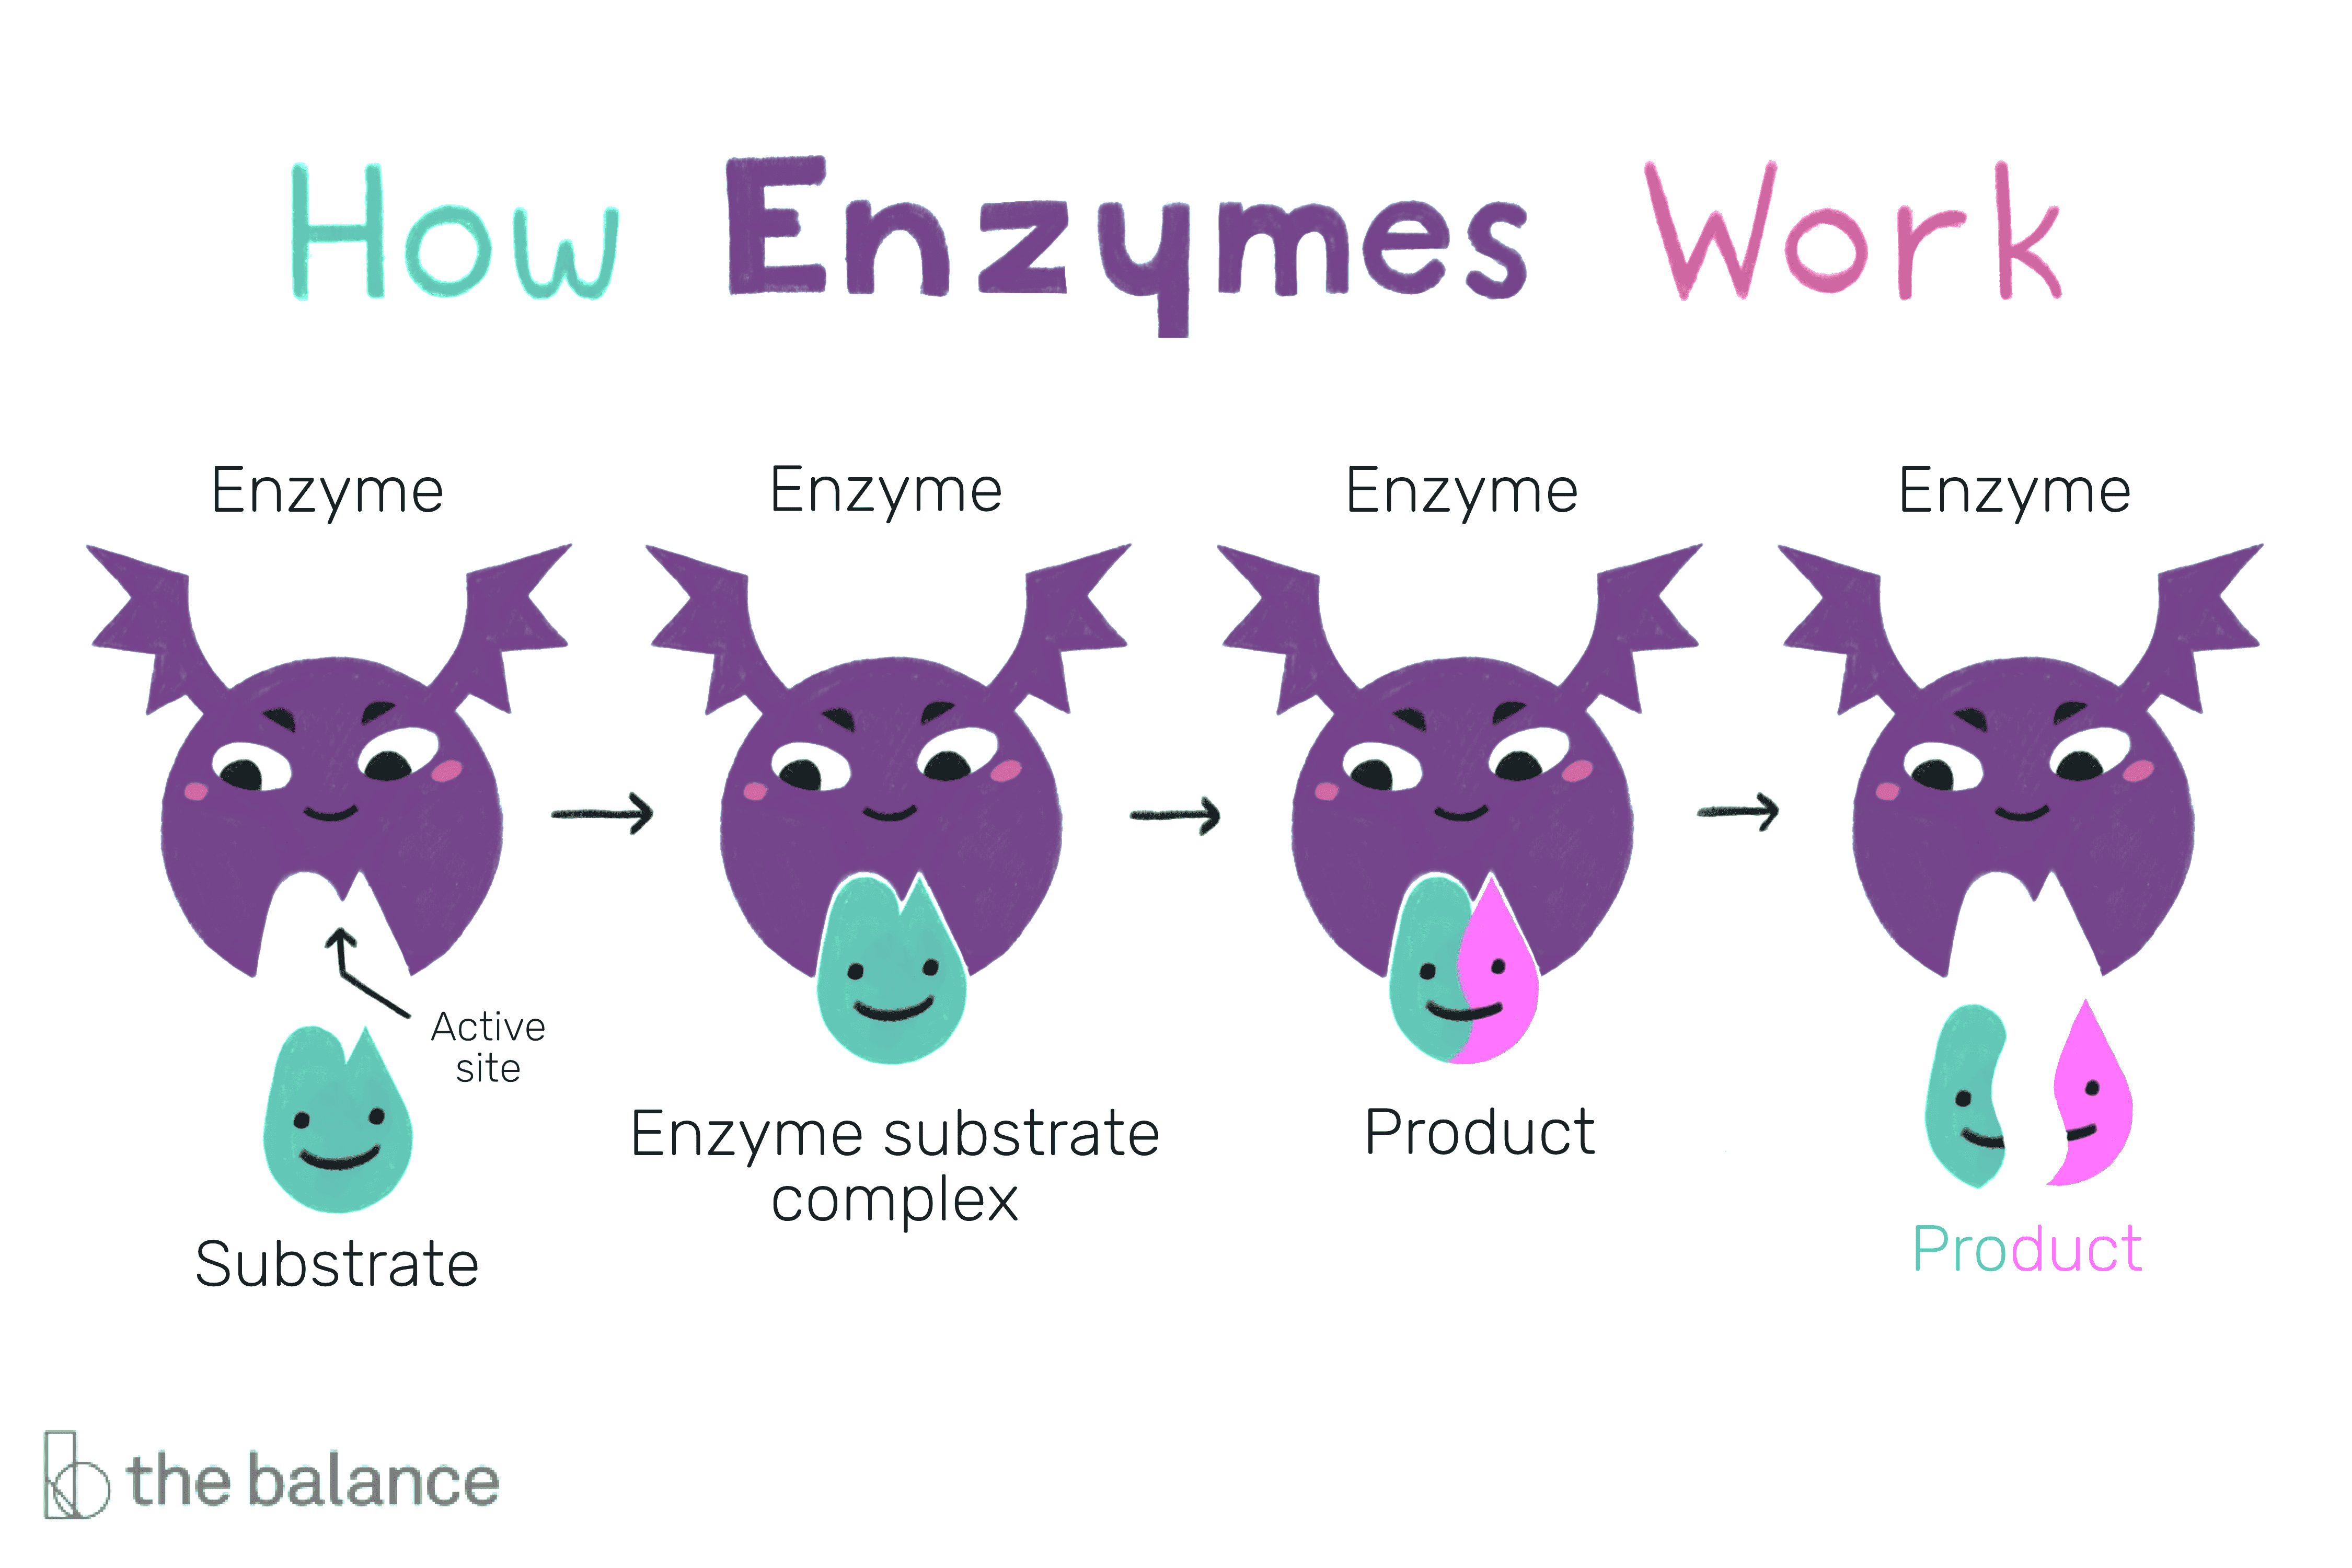 How Enzymes Work
Enzyme
Enzyme
Enzyme
Enzyme
Active
site
Substrate
Enzyme substrate
complex
Product
Product
the balance